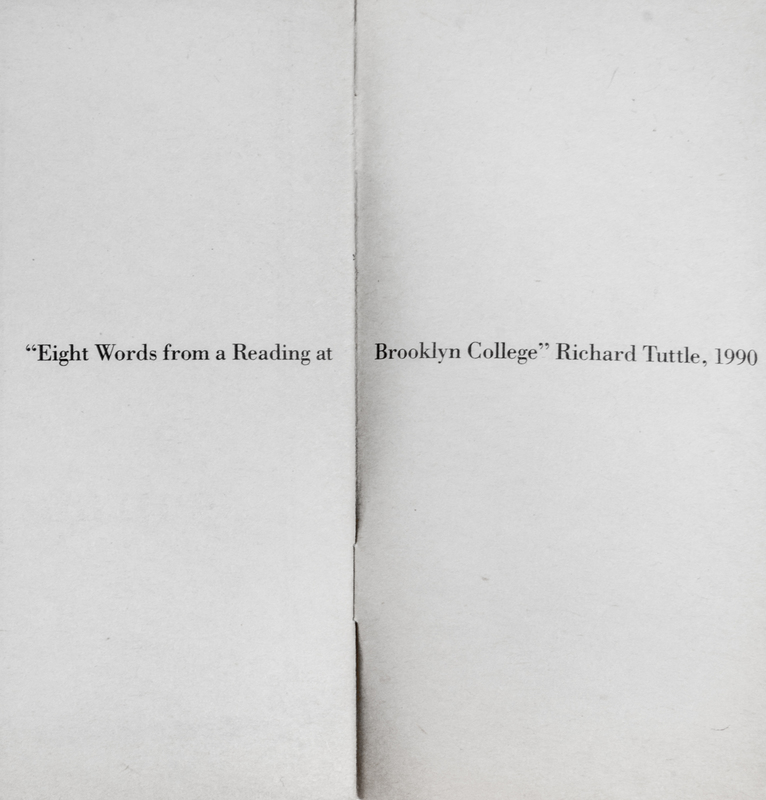 “Eight Words from a Reading at Brooklyn College” Richard Tuttle, 1990